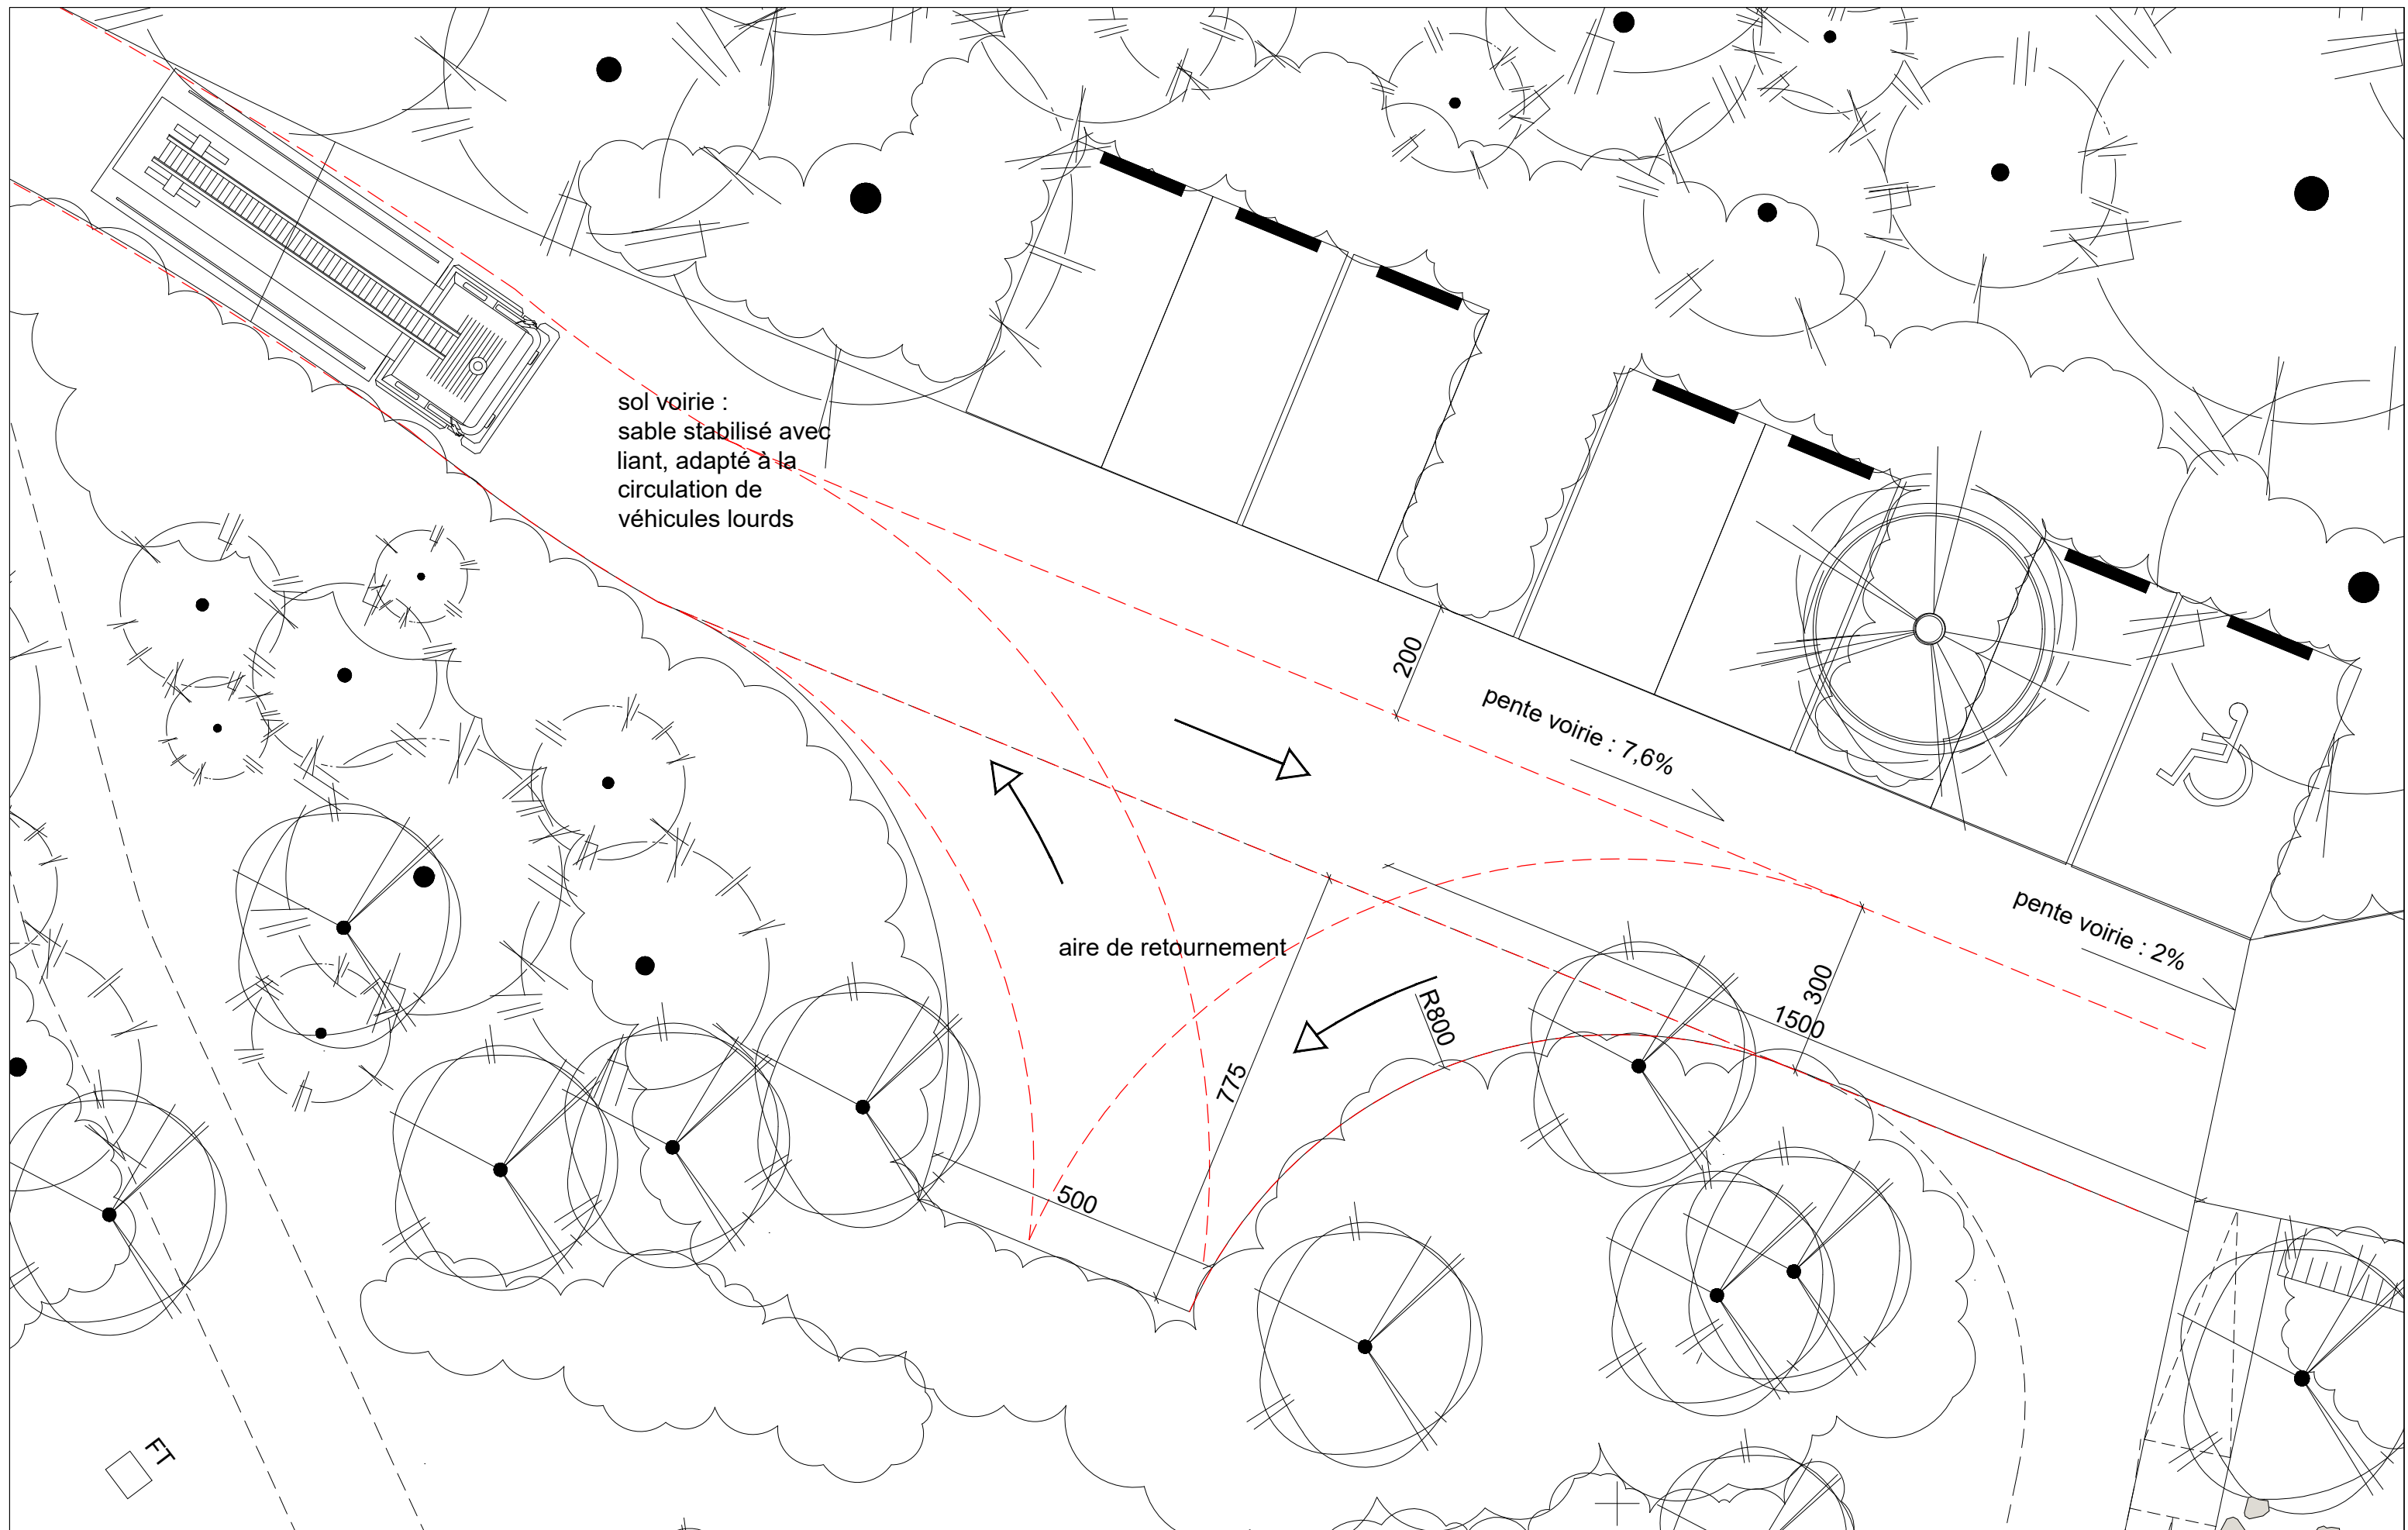 sol voirie :
sable stabilisé avec
liant, adapté à la
circulation de
véhicules lourds
200
pente voirie : 7,6%
pente voirie : 2%
aire de retournement
R800
300
1500
775
500
FT